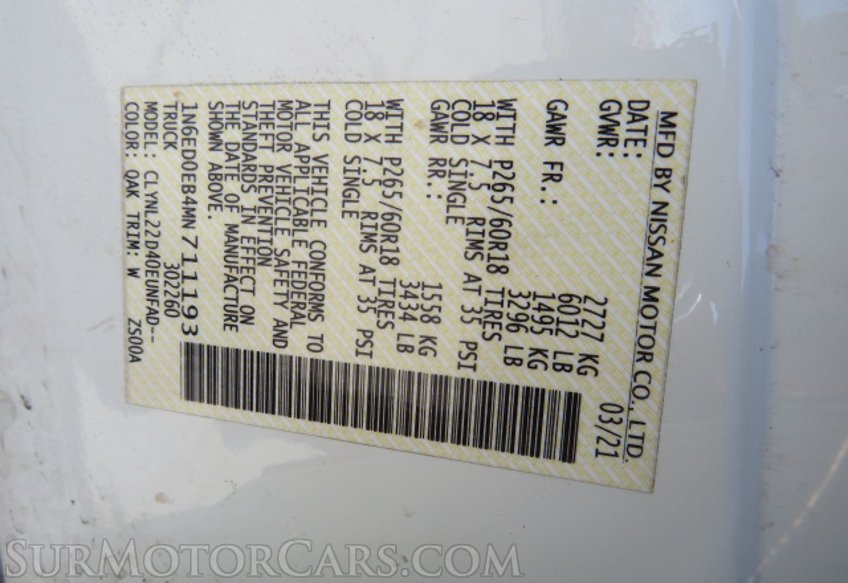 MFD BY NISSAN MOTOR CO., LTD.
DATE: 03/21
GVWR: 2727 KG
6012 LB
GAWR FR.: 1495 KG
3296 LB
WITH P265/60R18 TIRES
18 X 7.5 RIMS AT 35 PSI
COLD SINGLE
GAWR RR.: 1558 KG
3434 LB
WITH P265/60R18 TIRES
18 X 7.5 RIMS AT 35 PSI
COLD SINGLE
THIS VEHICLE CONFORMS TO
ALL APPLICABLE FEDERAL
MOTOR VEHICLE SAFETY AND
THEFT PREVENTION
STANDARDS IN EFFECT ON
THE DATE OF MANUFACTURE
SHOWN ABOVE.
1N6ED0EB4MN711193
TRUCK 302260
MODEL: CLYNL22D40EUNFAD--
COLOR: QAK TRIM: W ZS00A
SURMOTORCARS.COM